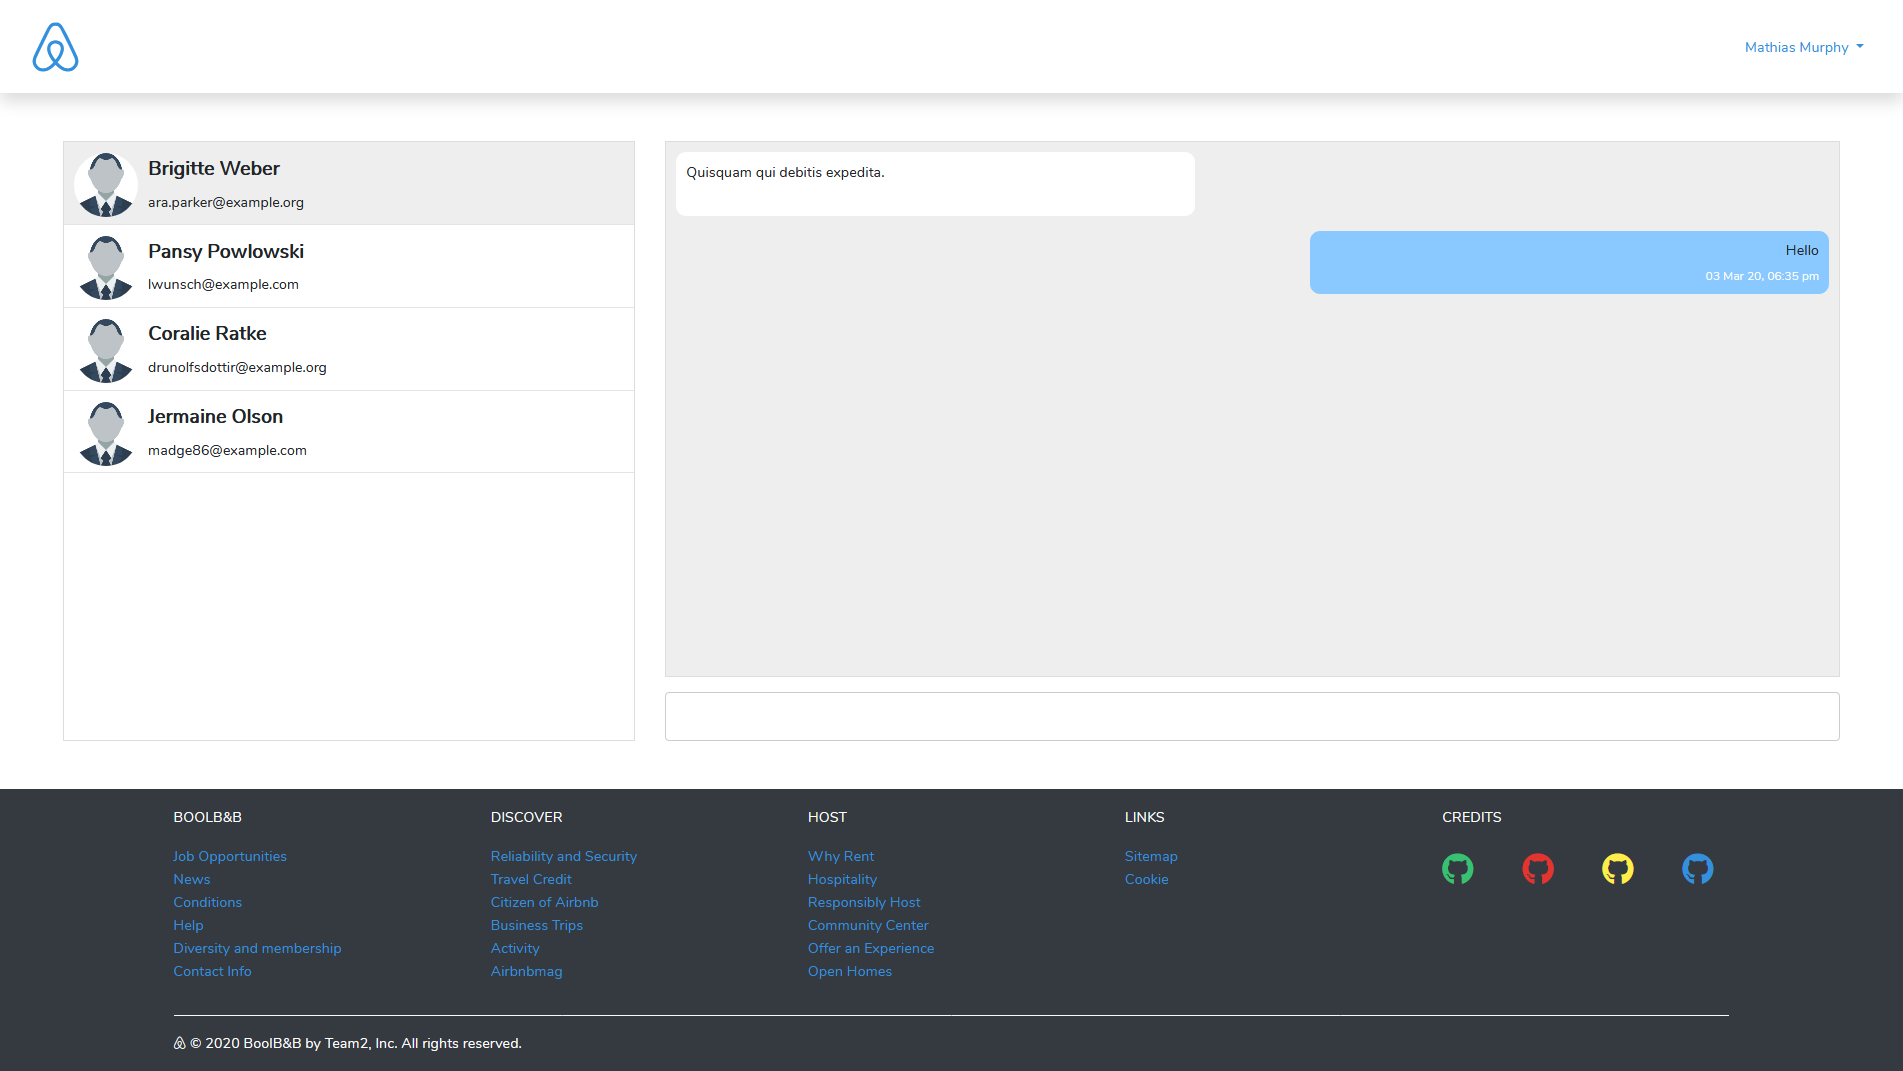 Mathias Murphy
Brigitte Weber
ara.parker@example.org
Pansy Powlowski
lwunsch@example.com
Coralie Ratke
drunolfsdottir@example.org
Jermaine Olson
madge86@example.com
Quisquam qui debitis expedita.
Hello
03 Mar 20, 06:35 pm
BOOLB&B
Job Opportunities
News
Conditions
Help
Diversity and membership
Contact Info
DISCOVER
Reliability and Security
Travel Credit
Citizen of Airbnb
Business Trips
Activity
Airbnbmag
HOST
Why Rent
Hospitality
Responsibly Host
Community Center
Offer an Experience
Open Homes
LINKS
Sitemap
Cookie
CREDITS
© 2020 BoolB&B by Team2, Inc. All rights reserved.